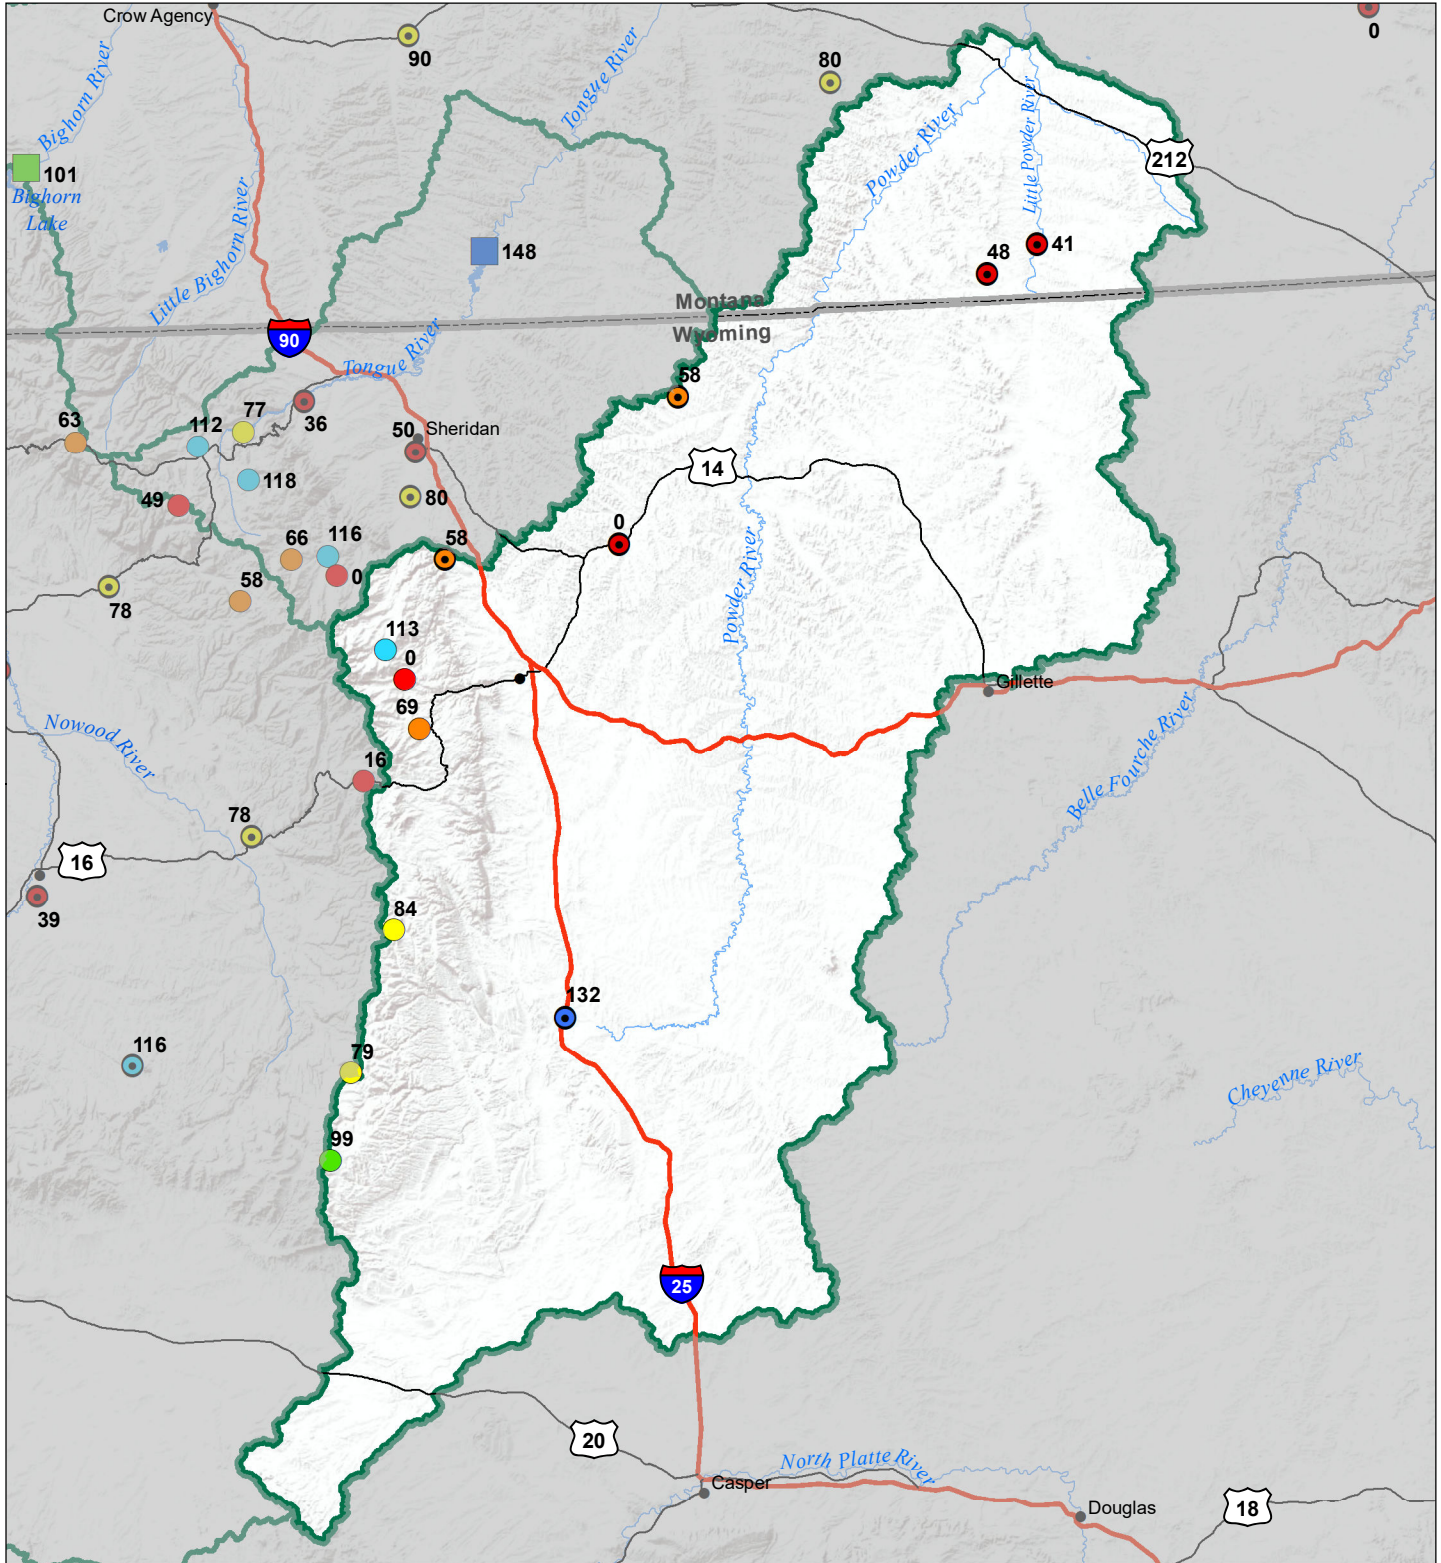 Crow Agency
90
0
80
Bighorn River
Tongue River
Powder River
Little Powder River
212
101
Bighorn
Lake
Little Bighorn River
148
48
41
Montana
Wyoming
90
Tongue River
58
63
112
77
36
50
Sheridan
14
118
80
49
0
66
116
58
58
0
78
Powder River
113
0
Gillette
69
Nowood River
16
Belle Fourche River
78
16
39
84
132
116
79
Cheyenne River
99
25
20
North Platte River
Casper
Douglas
18